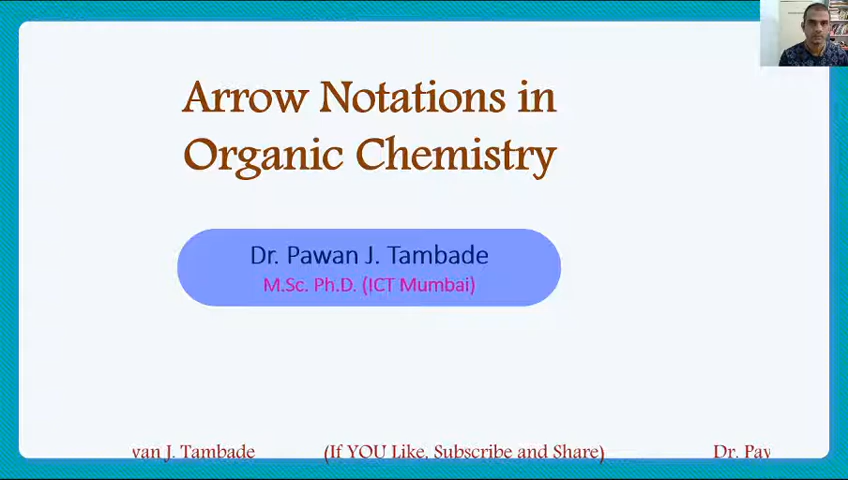 Arrow Notations in
Organic Chemistry
Dr. Pawan J. Tambade
M.Sc. Ph.D. (ICT Mumbai)
van J. Tambade (If YOU Like, Subscribe and Share) Dr. Pav